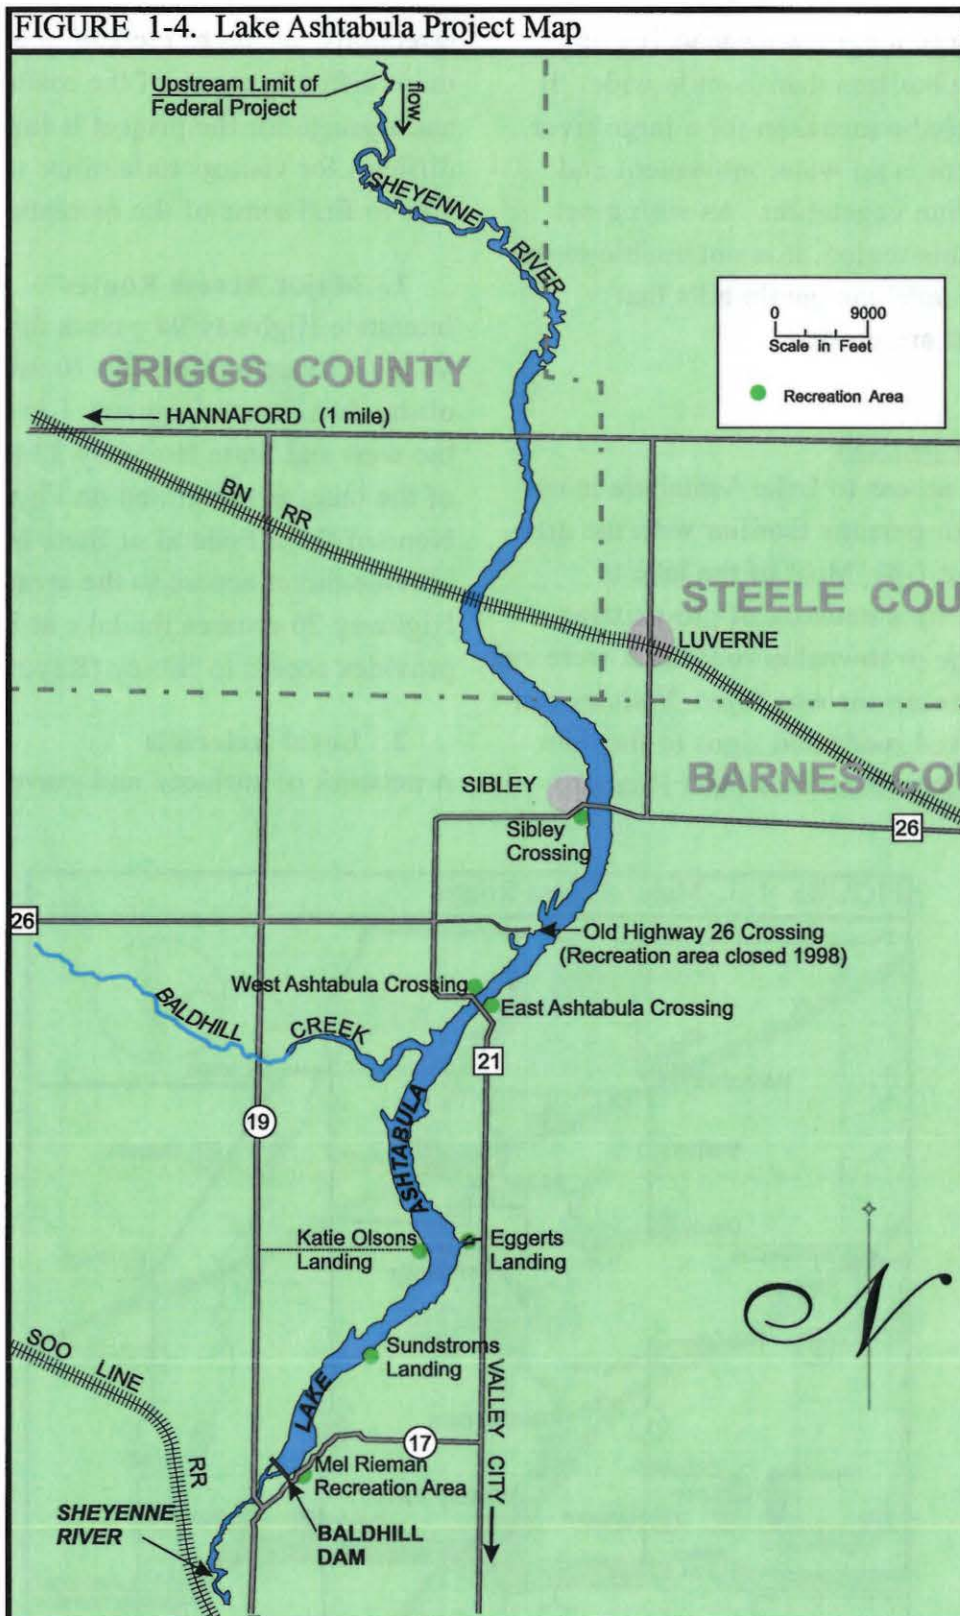 FIGURE 1-4. Lake Ashtabula Project Map
Upstream Limit of
Federal Project
flow
SHEYENNE
RIVER
0 9000
Scale in Feet
Recreation Area
GRIGGS COUNTY
HANNAFORD (1 mile)
BN RR
STEELE COU
LUVERNE
SIBLEY
BARNES COU
Sibley
Crossing
26
26
Old Highway 26 Crossing
(Recreation area closed 1998)
West Ashtabula Crossing
East Ashtabula Crossing
BALDHILL
CREEK
21
19
LAKE ASHTABULA
Katie Olsons
Landing
Eggerts
Landing
N
SOO LINE RR
Sundstroms
Landing
VALLEY CITY
17
Mel Rieman
Recreation Area
SHEYENNE
RIVER
BALDHILL
DAM